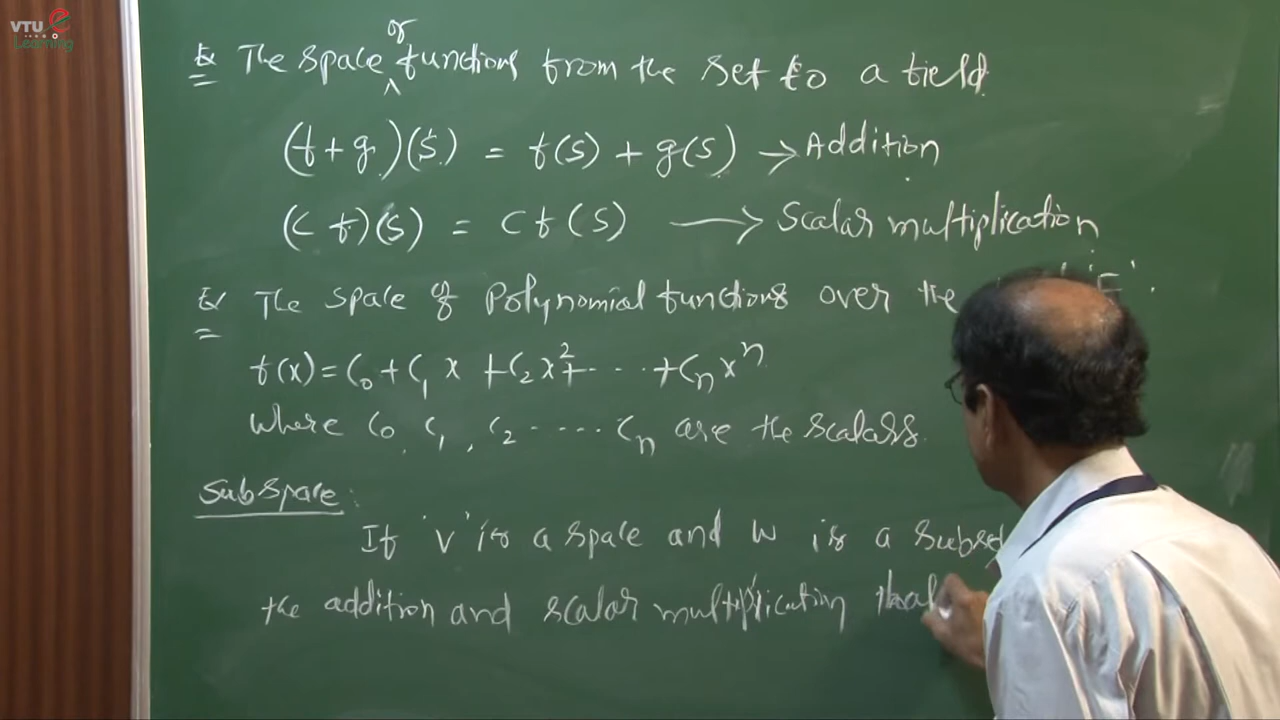 VTU e
Learning
Ex The space of functions from the set to a field.
(f+g)(s) = f(s) + g(s) → Addition
(c f)(s) = c f(s) → Scalar multiplication
Ex The space of Polynomial functions over the 'F'.
f(x) = C₀ + C₁ x + C₂ x² + - - - - + Cₙ xⁿ
where C₀, C₁, C₂ - - - - Cₙ are the scalars.
Subspace:
If 'V' is a space and W is a subset
the addition and scalar multiplication that